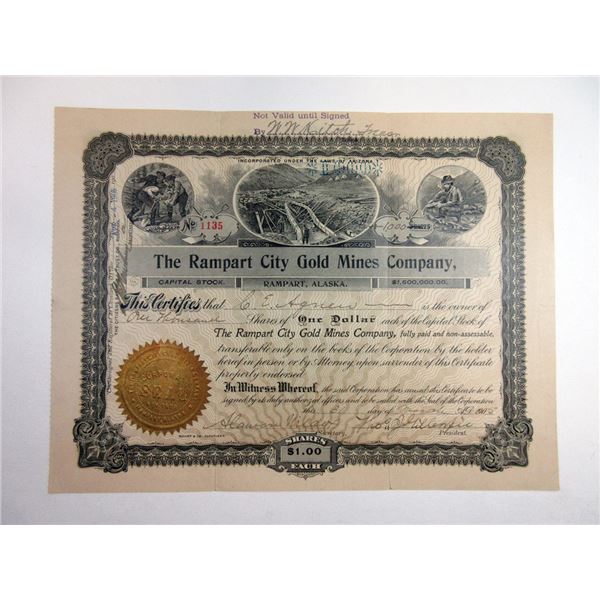 Not Valid until Signed
By
INCORPORATED UNDER THE LAWS OF ARIZONA
No 1135
1000 SHARES
The Rampart City Gold Mines Company,
CAPITAL STOCK. RAMPART, ALASKA. $1,600,000.00.
This Certifies that C. E. Agnew is the owner of
One Thousand Shares of One Dollar each of the Capital Stock of
The Rampart City Gold Mines Company, fully paid and non-assessable,
transferable only on the books of the Corporation by the holder
hereof in person or by Attorney upon surrender of this Certificate
properly endorsed.
In Witness Whereof, the said Corporation has caused this Certificate to be
signed by its duly authorized officers and to be sealed with the Seal of the Corporation
this day of A.D.
Secretary President
SHARES
$1.00
EACH